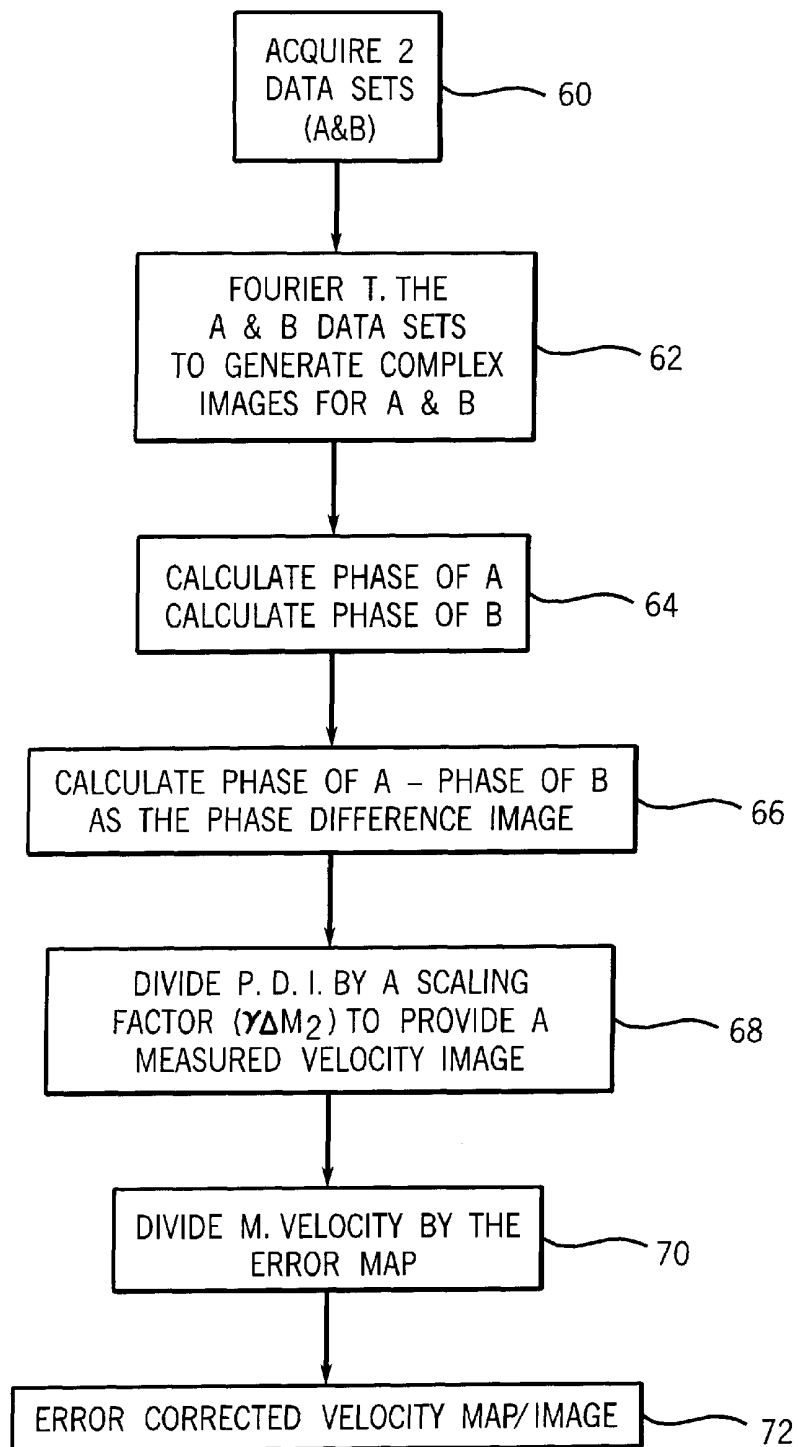 ACQUIRE 2
DATA SETS
(A&B)
60
FOURIER T. THE
A & B DATA SETS
TO GENERATE COMPLEX
IMAGES FOR A & B
62
CALCULATE PHASE OF A
CALCULATE PHASE OF B
64
CALCULATE PHASE OF A – PHASE OF B
AS THE PHASE DIFFERENCE IMAGE
66
DIVIDE P. D. I. BY A SCALING
FACTOR (γΔM₂) TO PROVIDE A
MEASURED VELOCITY IMAGE
68
DIVIDE M. VELOCITY BY THE
ERROR MAP
70
ERROR CORRECTED VELOCITY MAP/IMAGE
72